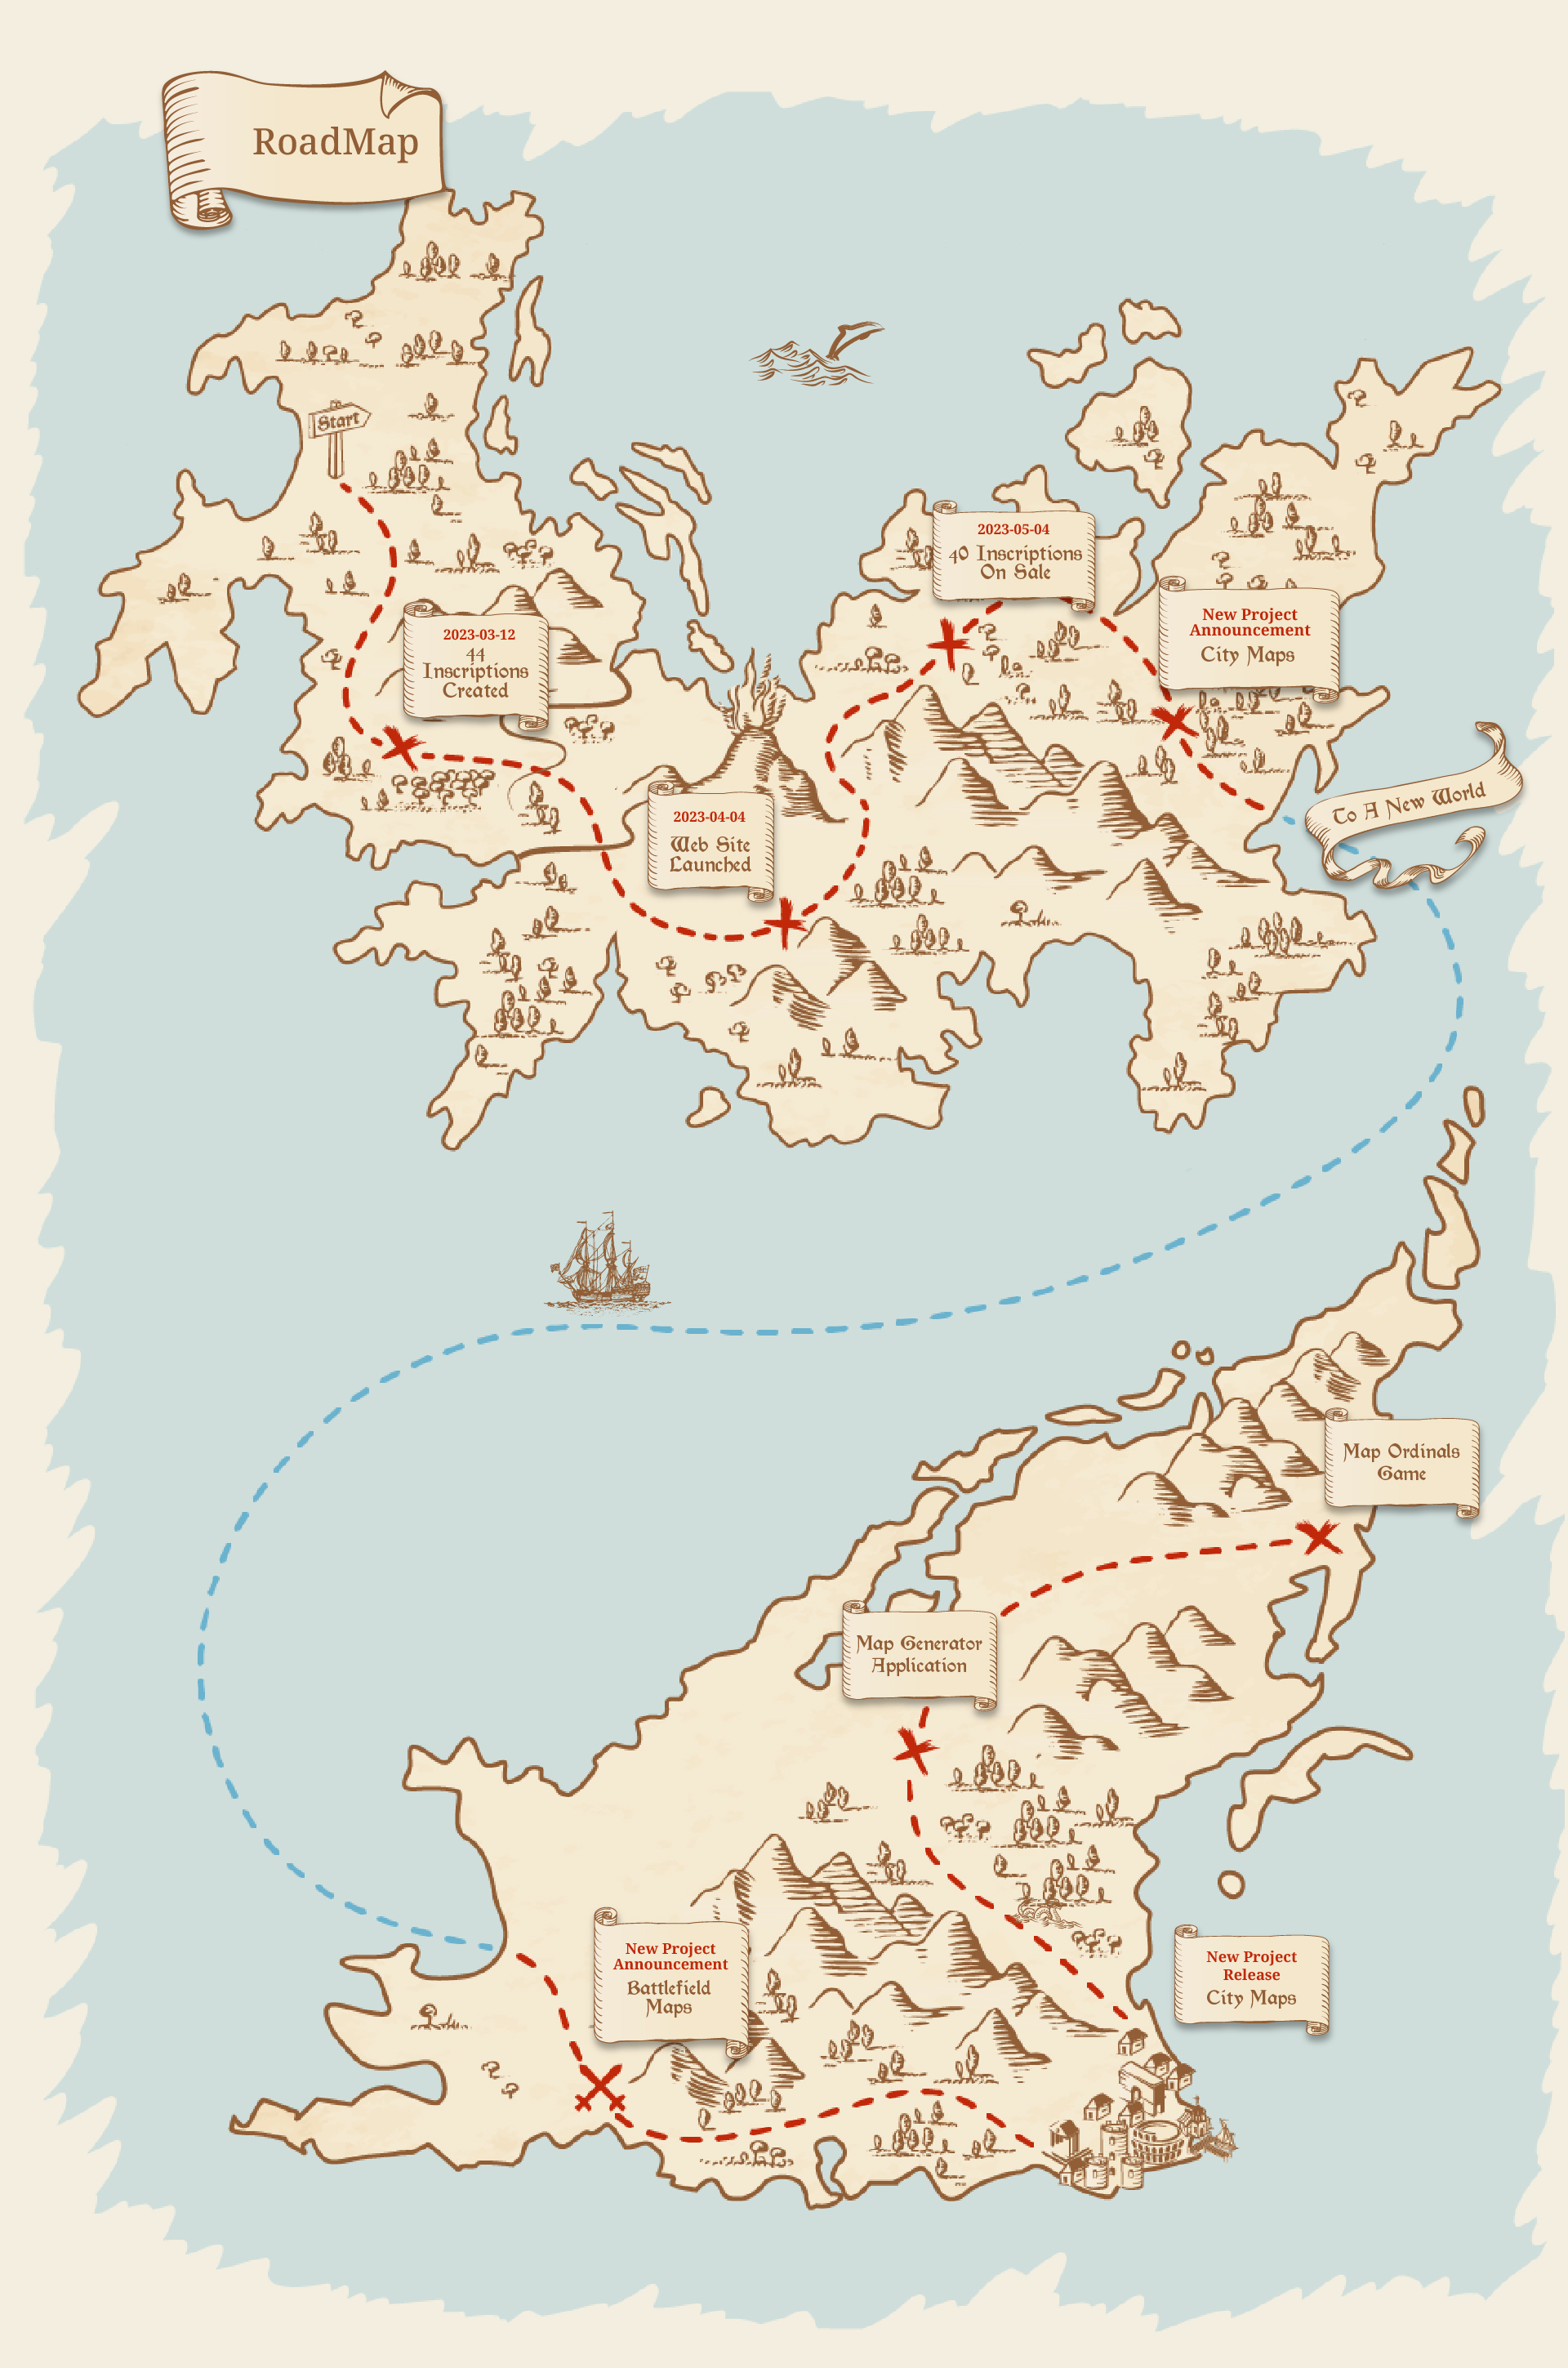 RoadMap
Start
2023-03-12
44
Inscriptions
Created
2023-04-04
Web Site
Launched
2023-05-04
40 Inscriptions
On Sale
New Project
Announcement
City Maps
To A New World
New Project
Announcement
Battlefield
Maps
New Project
Release
City Maps
Map Generator
Application
Map Ordinals
Game